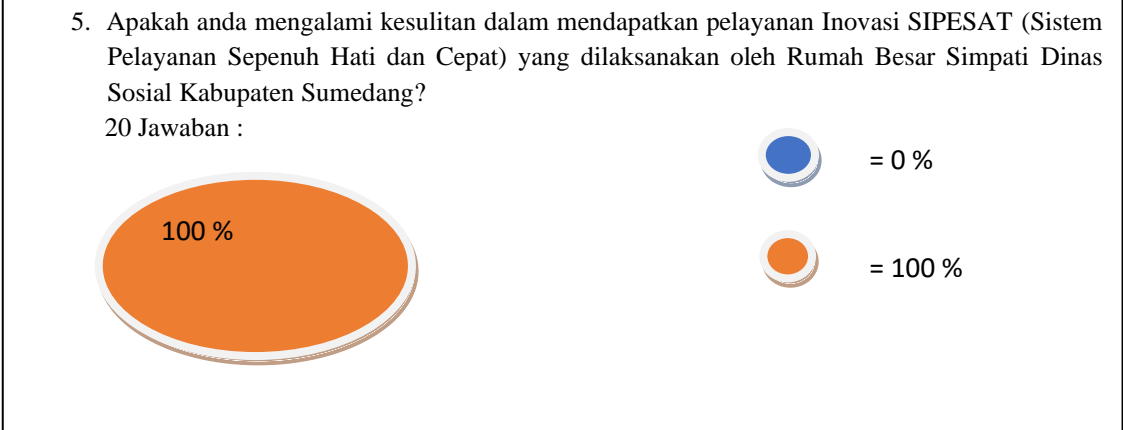 5. Apakah anda mengalami kesulitan dalam mendapatkan pelayanan Inovasi SIPESAT (Sistem
Pelayanan Sepenuh Hati dan Cepat) yang dilaksanakan oleh Rumah Besar Simpati Dinas
Sosial Kabupaten Sumedang?
20 Jawaban :
= 0 %
100 %
= 100 %